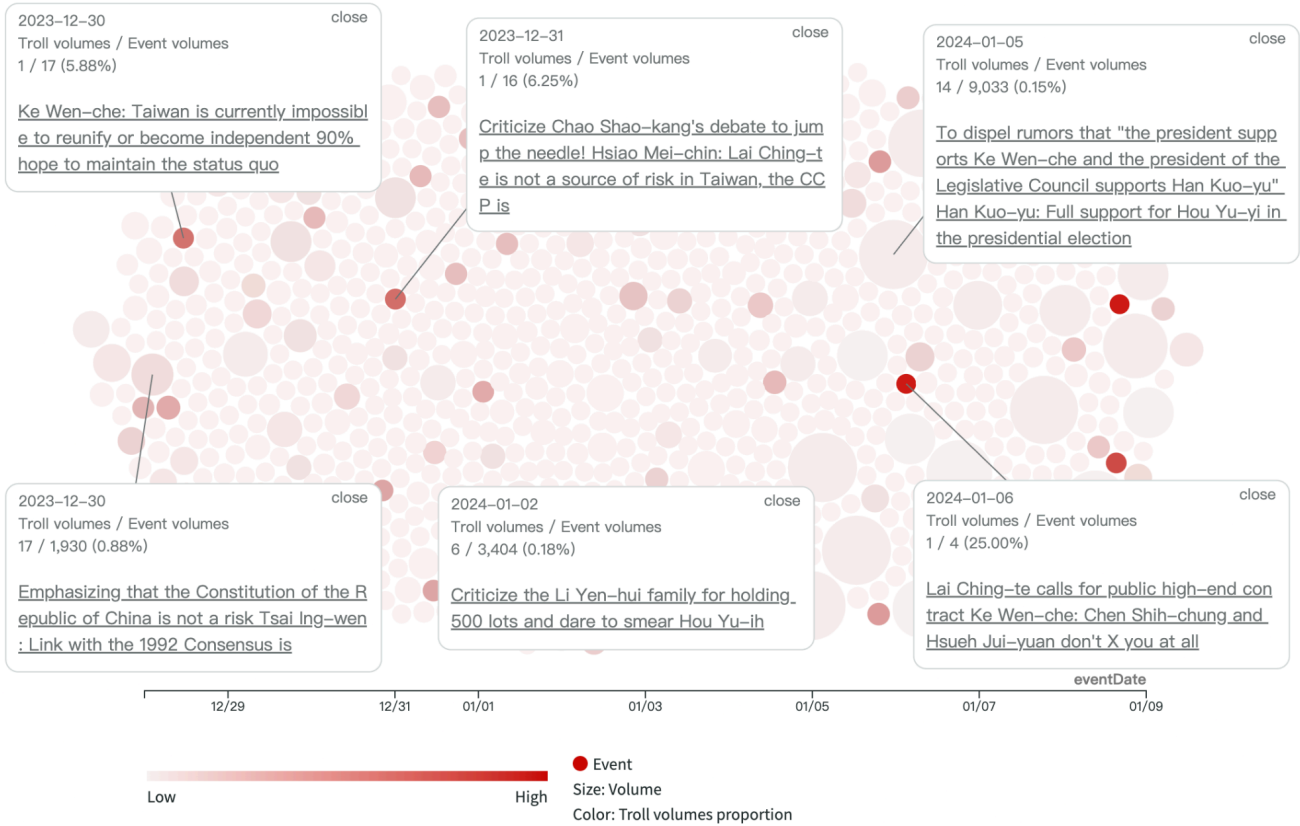 2023-12-30
close
Troll volumes / Event volumes
1 / 17 (5.88%)
Ke Wen-che: Taiwan is currently impossibl
e to reunify or become independent 90%
hope to maintain the status quo
2023-12-31
close
Troll volumes / Event volumes
1 / 16 (6.25%)
Criticize Chao Shao-kang's debate to jum
p the needle! Hsiao Mei-chin: Lai Ching-t
e is not a source of risk in Taiwan, the CC
P is
2024-01-05
close
Troll volumes / Event volumes
14 / 9,033 (0.15%)
To dispel rumors that "the president supp
orts Ke Wen-che and the president of the
Legislative Council supports Han Kuo-yu"
Han Kuo-yu: Full support for Hou Yu-yi in
the presidential election
2023-12-30
close
Troll volumes / Event volumes
17 / 1,930 (0.88%)
Emphasizing that the Constitution of the R
epublic of China is not a risk Tsai Ing-wen
: Link with the 1992 Consensus is
2024-01-02
close
Troll volumes / Event volumes
6 / 3,404 (0.18%)
Criticize the Li Yen-hui family for holding
500 lots and dare to smear Hou Yu-ih
2024-01-06
close
Troll volumes / Event volumes
1 / 4 (25.00%)
Lai Ching-te calls for public high-end con
tract Ke Wen-che: Chen Shih-chung and
Hsueh Jui-yuan don't X you at all
eventDate
12/29
12/31
01/01
01/03
01/05
01/07
01/09
Low
High
Event
Size: Volume
Color: Troll volumes proportion